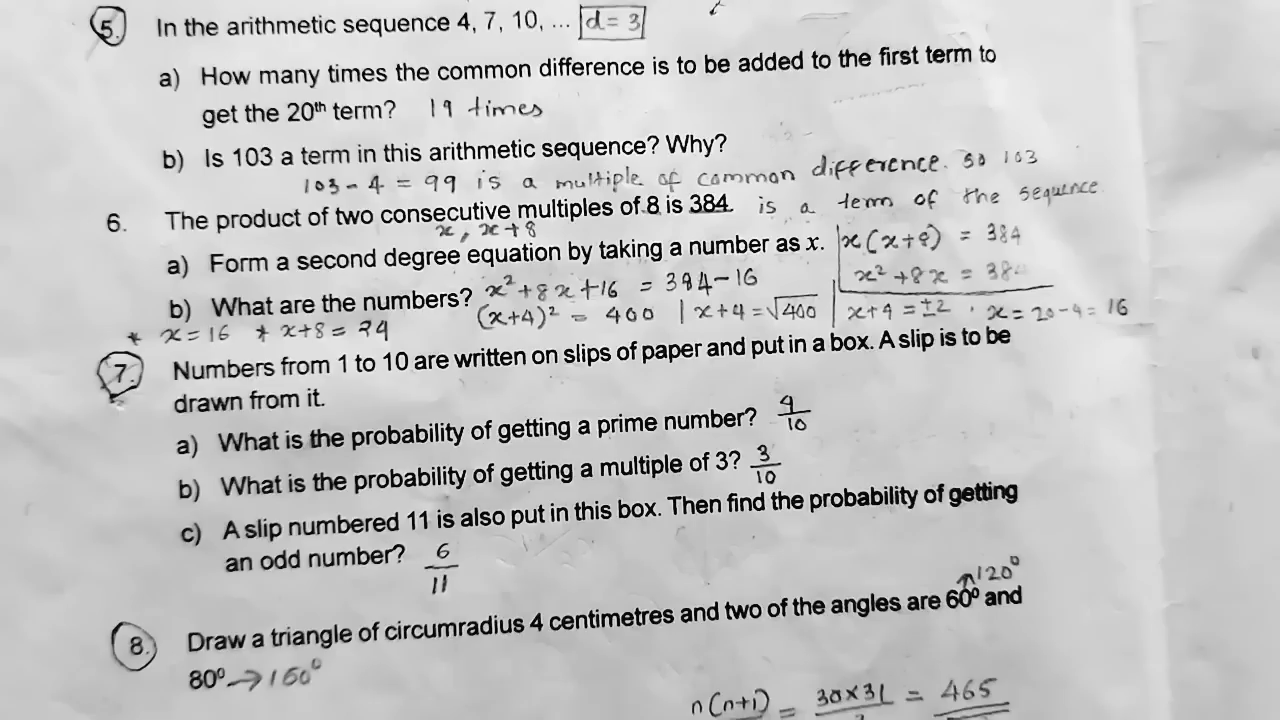 5. In the arithmetic sequence 4, 7, 10, ... d = 3
a) How many times the common difference is to be added to the first term to
get the 20th term? 19 times
b) Is 103 a term in this arithmetic sequence? Why?
103 - 4 = 99 is a multiple of common difference. so 103
is a term of the sequence
6. The product of two consecutive multiples of 8 is 384.
x, x+8
a) Form a second degree equation by taking a number as x. x(x+8) = 384
x² + 8x = 384
b) What are the numbers? x² + 8x + 16 = 384 - 16
(x+4)² = 400 | x+4 = √400 | x+4 = ±2 , x = 20-4 = 16
* x = 16 * x+8 = 24
7. Numbers from 1 to 10 are written on slips of paper and put in a box. A slip is to be
drawn from it.
a) What is the probability of getting a prime number? 4/10
b) What is the probability of getting a multiple of 3? 3/10
c) A slip numbered 11 is also put in this box. Then find the probability of getting
an odd number? 6/11
120°
8. Draw a triangle of circumradius 4 centimetres and two of the angles are 60° and
80° → 160°
n(n+1) = 30×31 = 465